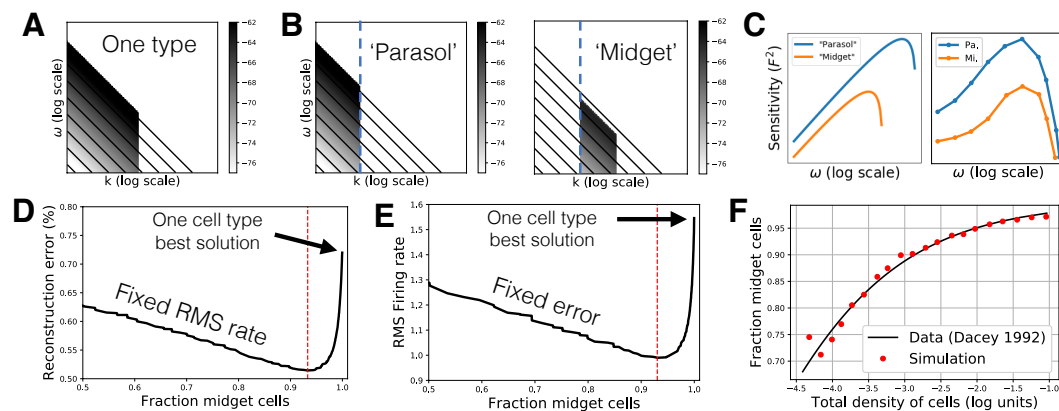 A
One type
ω (log scale)
k (log scale)
−62
−64
−66
−68
−70
−72
−74
−76
B
'Parasol'
ω (log scale)
k (log scale)
−62
−64
−66
−68
−70
−72
−74
−76
'Midget'
k (log scale)
−62
−64
−66
−68
−70
−72
−74
−76
C
Sensitivity (F²)
"Parasol"
"Midget"
ω (log scale)
Pa.
Mi.
ω (log scale)
D
Reconstruction error (%)
0.80
0.75
0.70
0.65
0.60
0.55
0.50
One cell type
best solution
Fixed RMS rate
0.5 0.6 0.7 0.8 0.9 1.0
Fraction midget cells
E
RMS Firing rate
1.6
1.5
1.4
1.3
1.2
1.1
1.0
0.9
One cell type
best solution
Fixed error
0.5 0.6 0.7 0.8 0.9 1.0
Fraction midget cells
F
Fraction midget cells
0.95
0.90
0.85
0.80
0.75
0.70
Data (Dacey 1992)
Simulation
−4.5 −4.0 −3.5 −3.0 −2.5 −2.0 −1.5 −1.0
Total density of cells (log units)